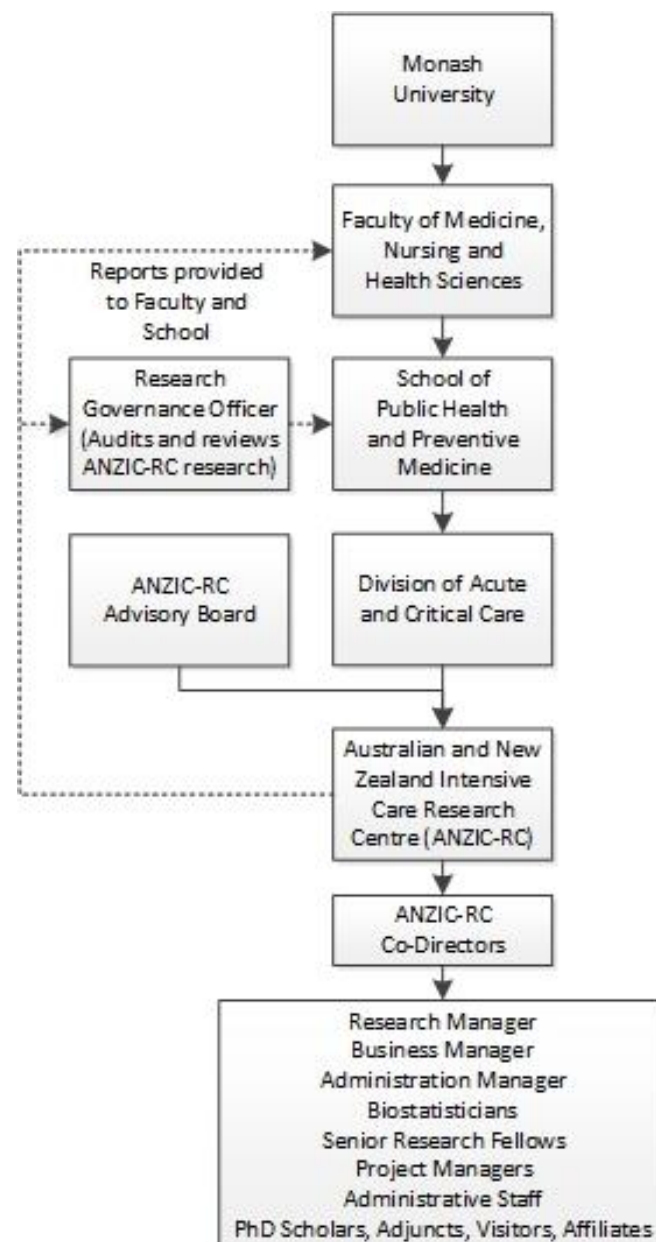 Monash
University
Faculty of Medicine,
Nursing and
Health Sciences
Reports provided
to Faculty and
School
Research
Governance Officer
(Audits and reviews
ANZIC-RC research)
School of
Public Health
and Preventive
Medicine
ANZIC-RC
Advisory Board
Division of Acute
and Critical Care
Australian and New
Zealand Intensive
Care Research
Centre (ANZIC-RC)
ANZIC-RC
Co-Directors
Research Manager
Business Manager
Administration Manager
Biostatisticians
Senior Research Fellows
Project Managers
Administrative Staff
PhD Scholars, Adjuncts, Visitors, Affiliates